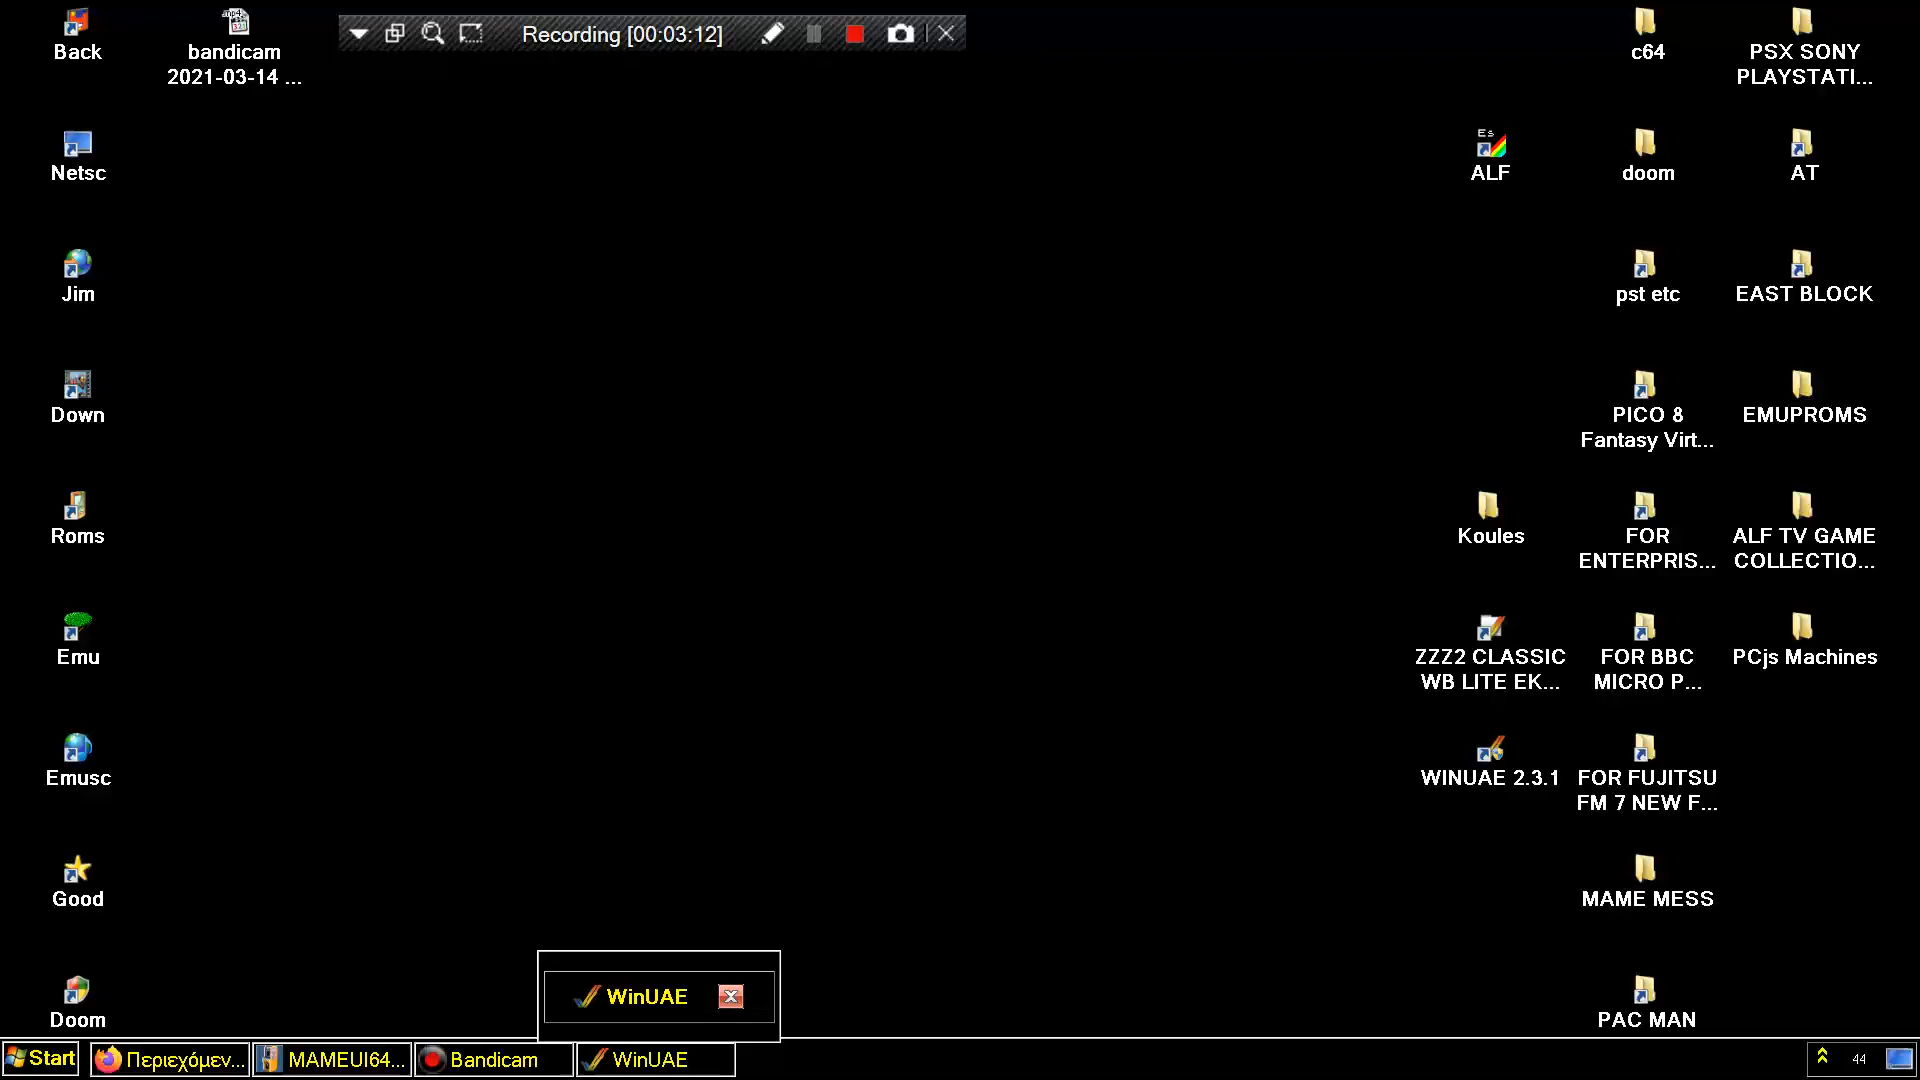 Back
bandicam
2021-03-14 ...
Recording [00:03:12]
c64
PSX SONY
PLAYSTATI...
Netsc
Es
ALF
doom
AT
Jim
pst etc
EAST BLOCK
Down
PICO 8
Fantasy Virt...
EMUPROMS
Roms
Koules
FOR
ENTERPRIS...
ALF TV GAME
COLLECTIO...
Emu
ZZZ2 CLASSIC
WB LITE EK...
FOR BBC
MICRO P...
PCjs Machines
Emusc
WINUAE 2.3.1
FOR FUJITSU
FM 7 NEW F...
Good
MAME MESS
Doom
WinUAE
PAC MAN
Start
Περιεχόμεν...
MAMEUI64...
Bandicam
WinUAE
44